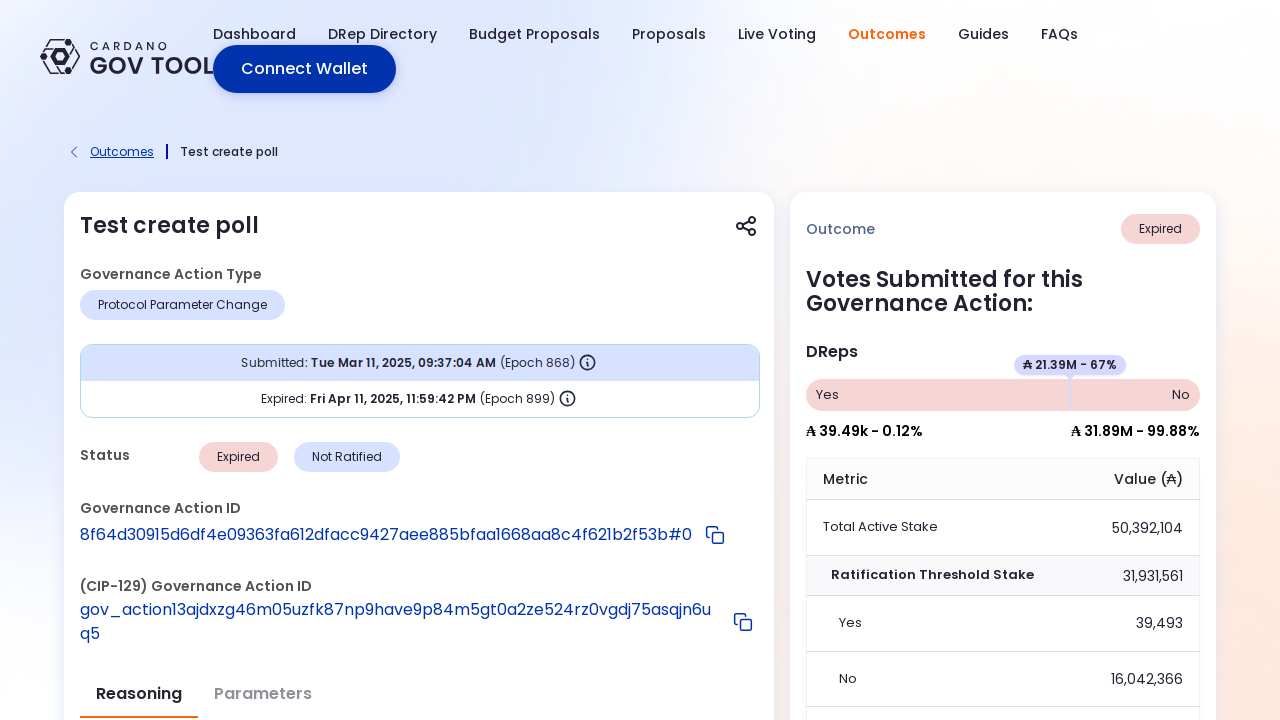 CARDANO
GOV TOOL
Dashboard
DRep Directory
Budget Proposals
Proposals
Live Voting
Outcomes
Guides
FAQs
Connect Wallet
Outcomes
Test create poll
Test create poll
Governance Action Type
Protocol Parameter Change
Submitted: Tue Mar 11, 2025, 09:37:04 AM (Epoch 868)
Expired: Fri Apr 11, 2025, 11:59:42 PM (Epoch 899)
Status
Expired
Not Ratified
Governance Action ID
8f64d30915d6df4e09363fa612dfacc9427aee885bfaa1668aa8c4f621b2f53b#0
(CIP-129) Governance Action ID
gov_action13ajdxzg46m05uzfk87np9have9p84m5gt0a2ze524rz0vgdj75asqjn6u
q5
Reasoning
Parameters
Outcome
Expired
Votes Submitted for this
Governance Action:
DReps
₳ 21.39M - 67%
Yes
No
₳ 39.49k - 0.12%
₳ 31.89M - 99.88%
Metric
Value (₳)
Total Active Stake
50,392,104
Ratification Threshold Stake
31,931,561
Yes
39,493
No
16,042,366